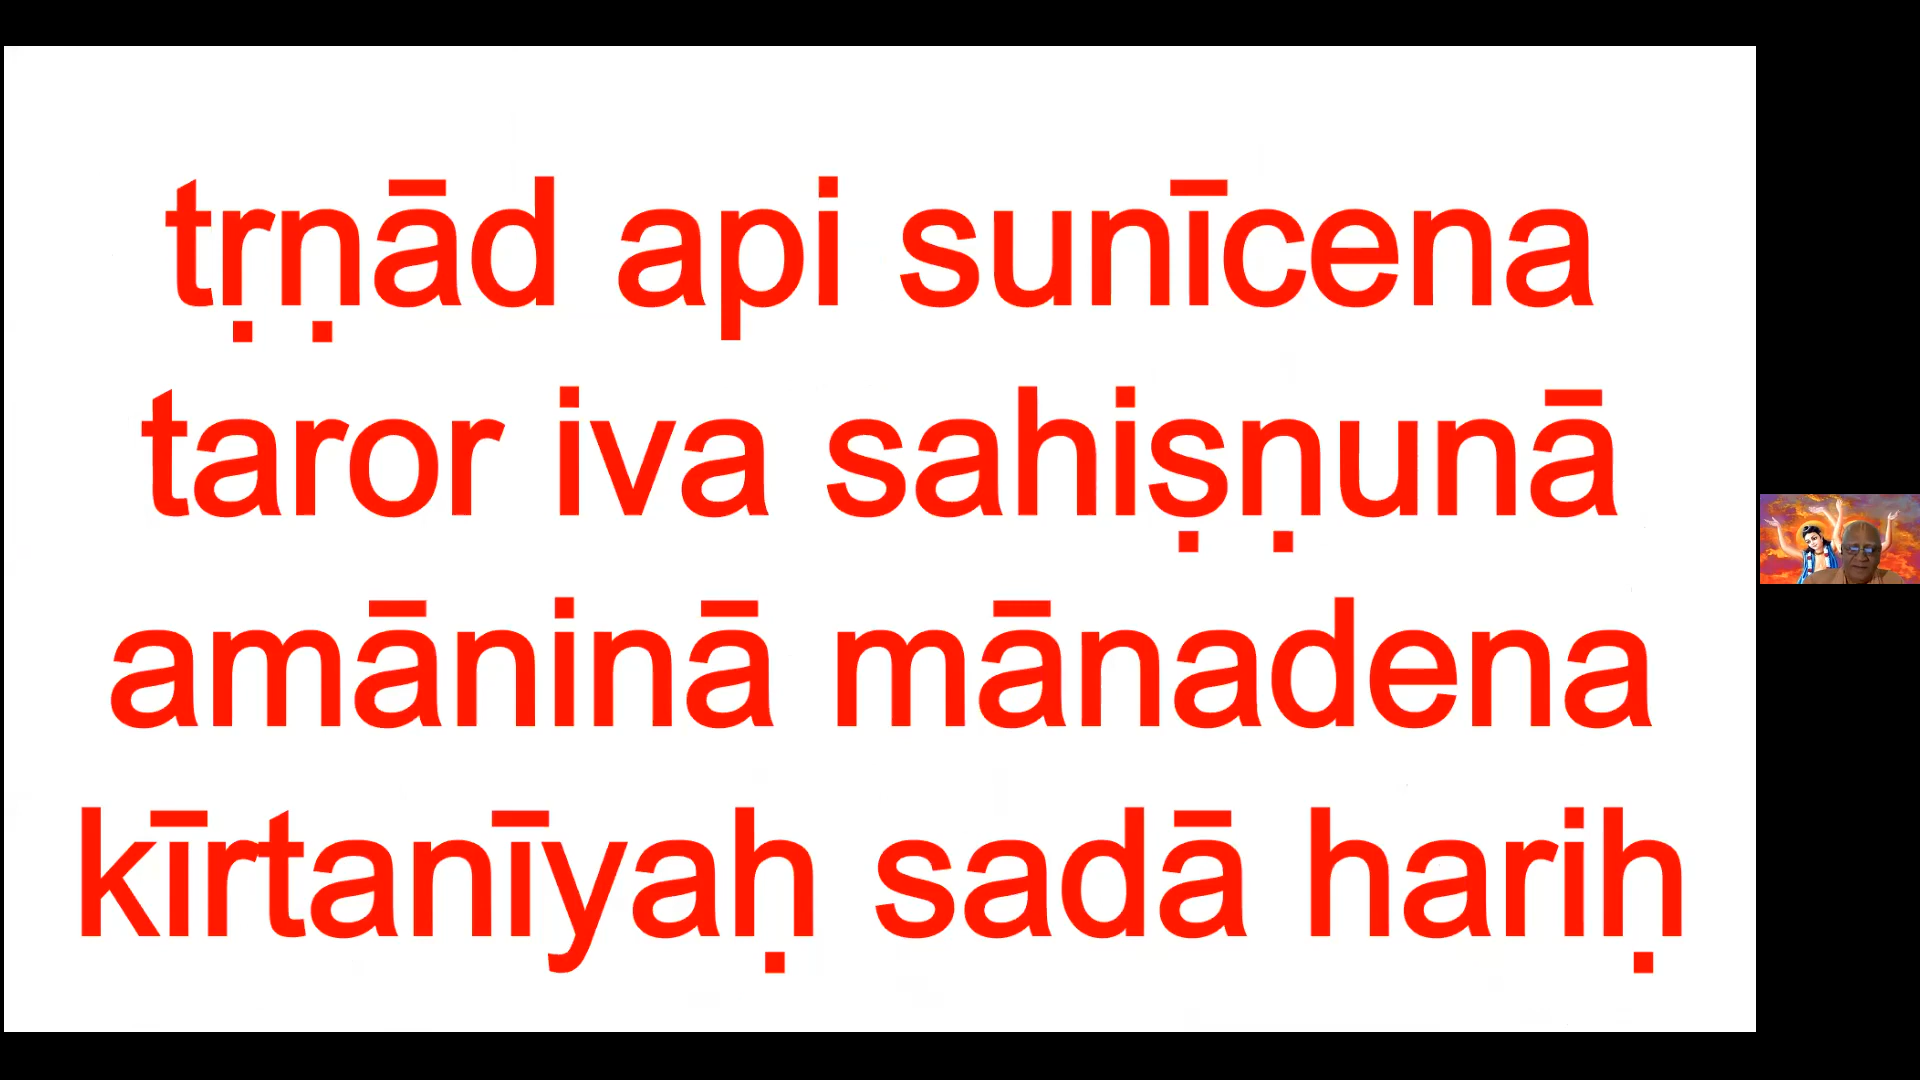 tṛṇād api sunīcena
taror iva sahiṣṇunā
amāninā mānadena
kīrtanīyaḥ sadā hariḥ